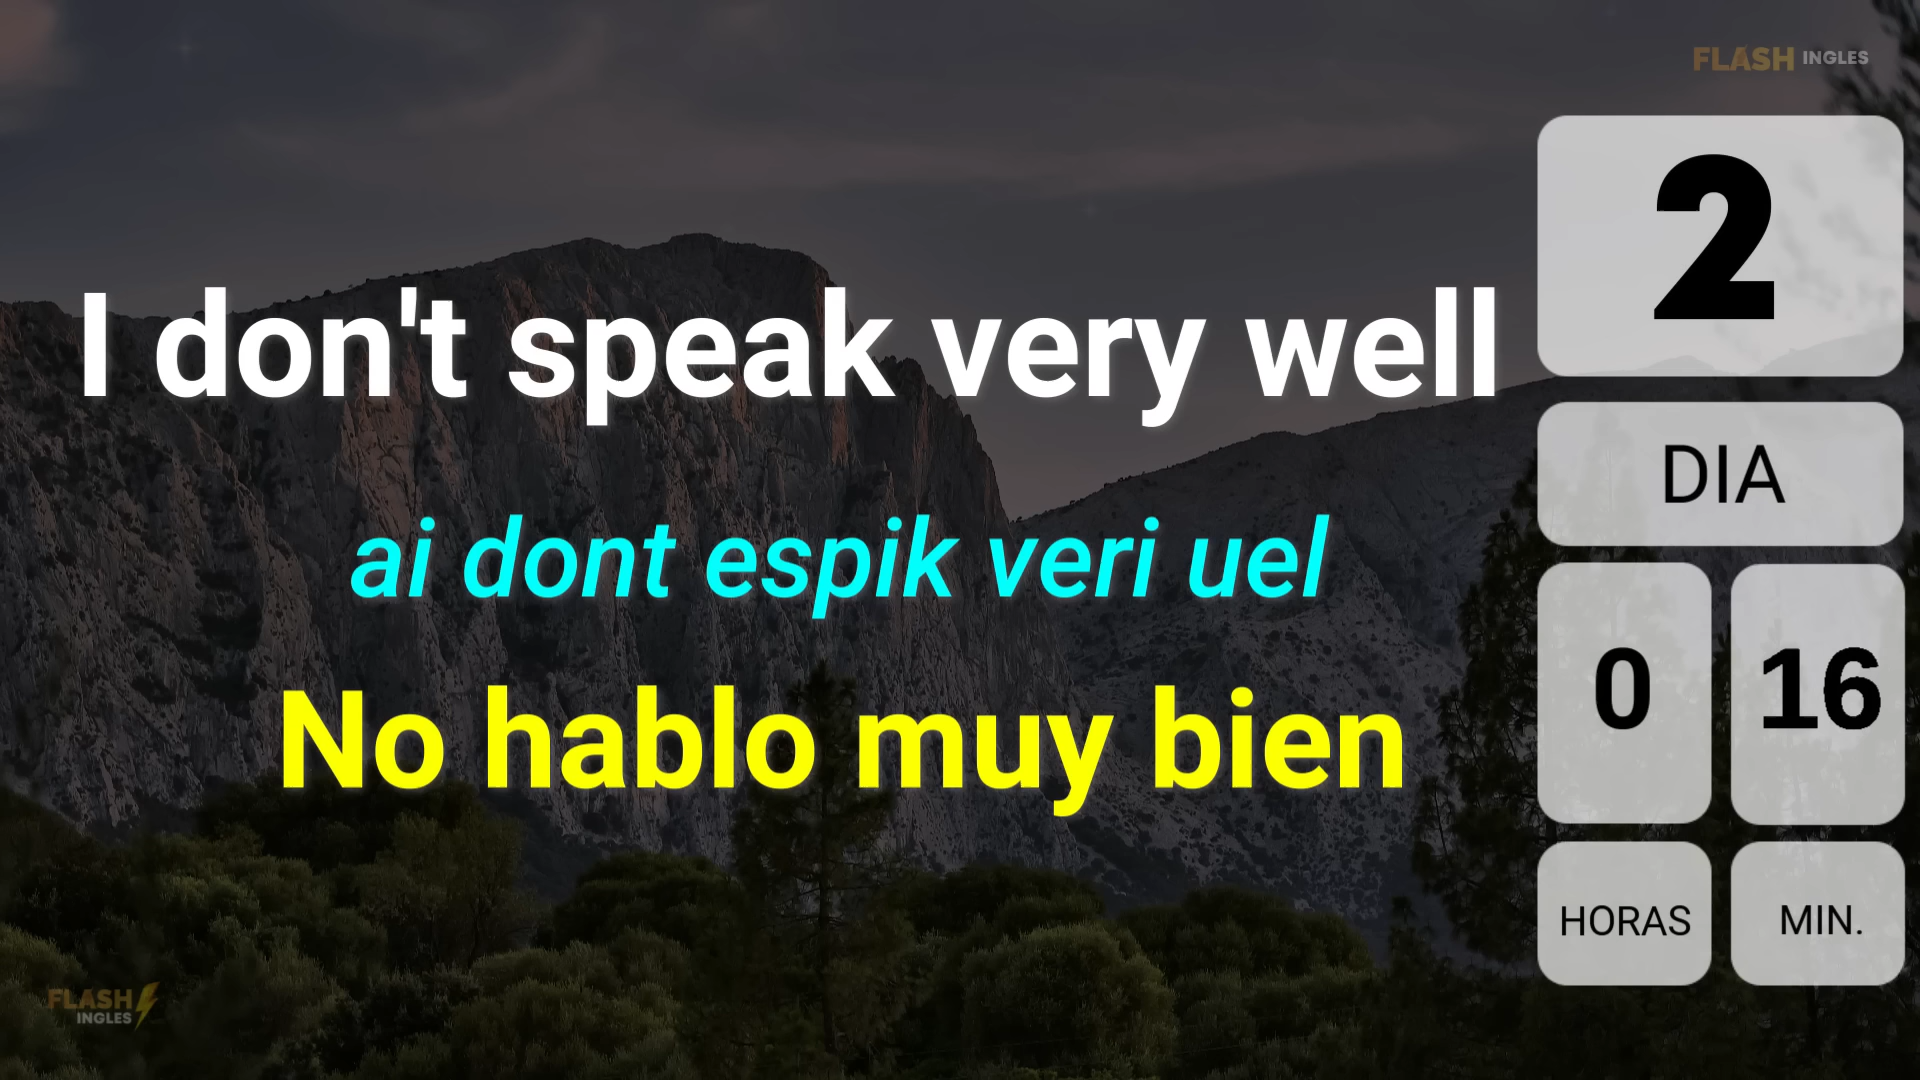 FLASH INGLES
2
DIA
I don't speak very well
ai dont espik veri uel
No hablo muy bien
0 16
HORAS MIN.
FLASH
INGLES